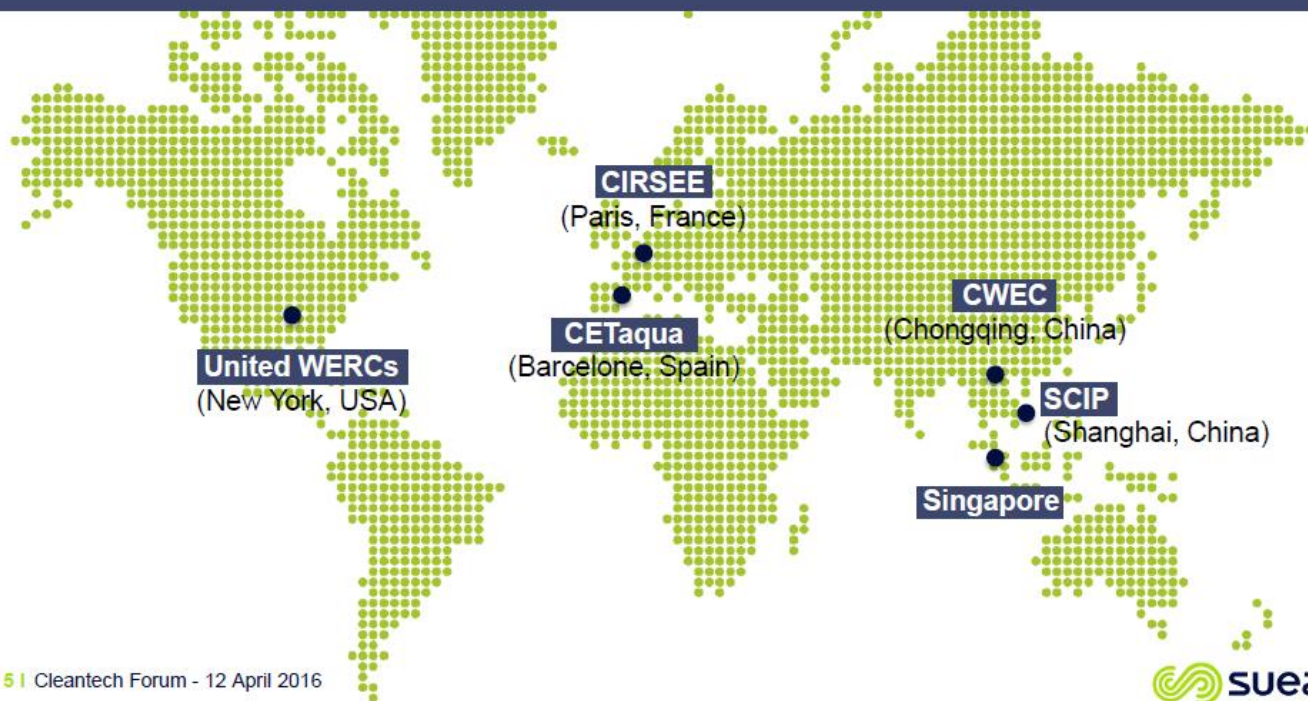 CIRSEE
(Paris, France)
CETaqua
(Barcelone, Spain)
United WERCs
(New York, USA)
CWEC
(Chongqing, China)
SCIP
(Shanghai, China)
Singapore
5 | Cleantech Forum - 12 April 2016
suez